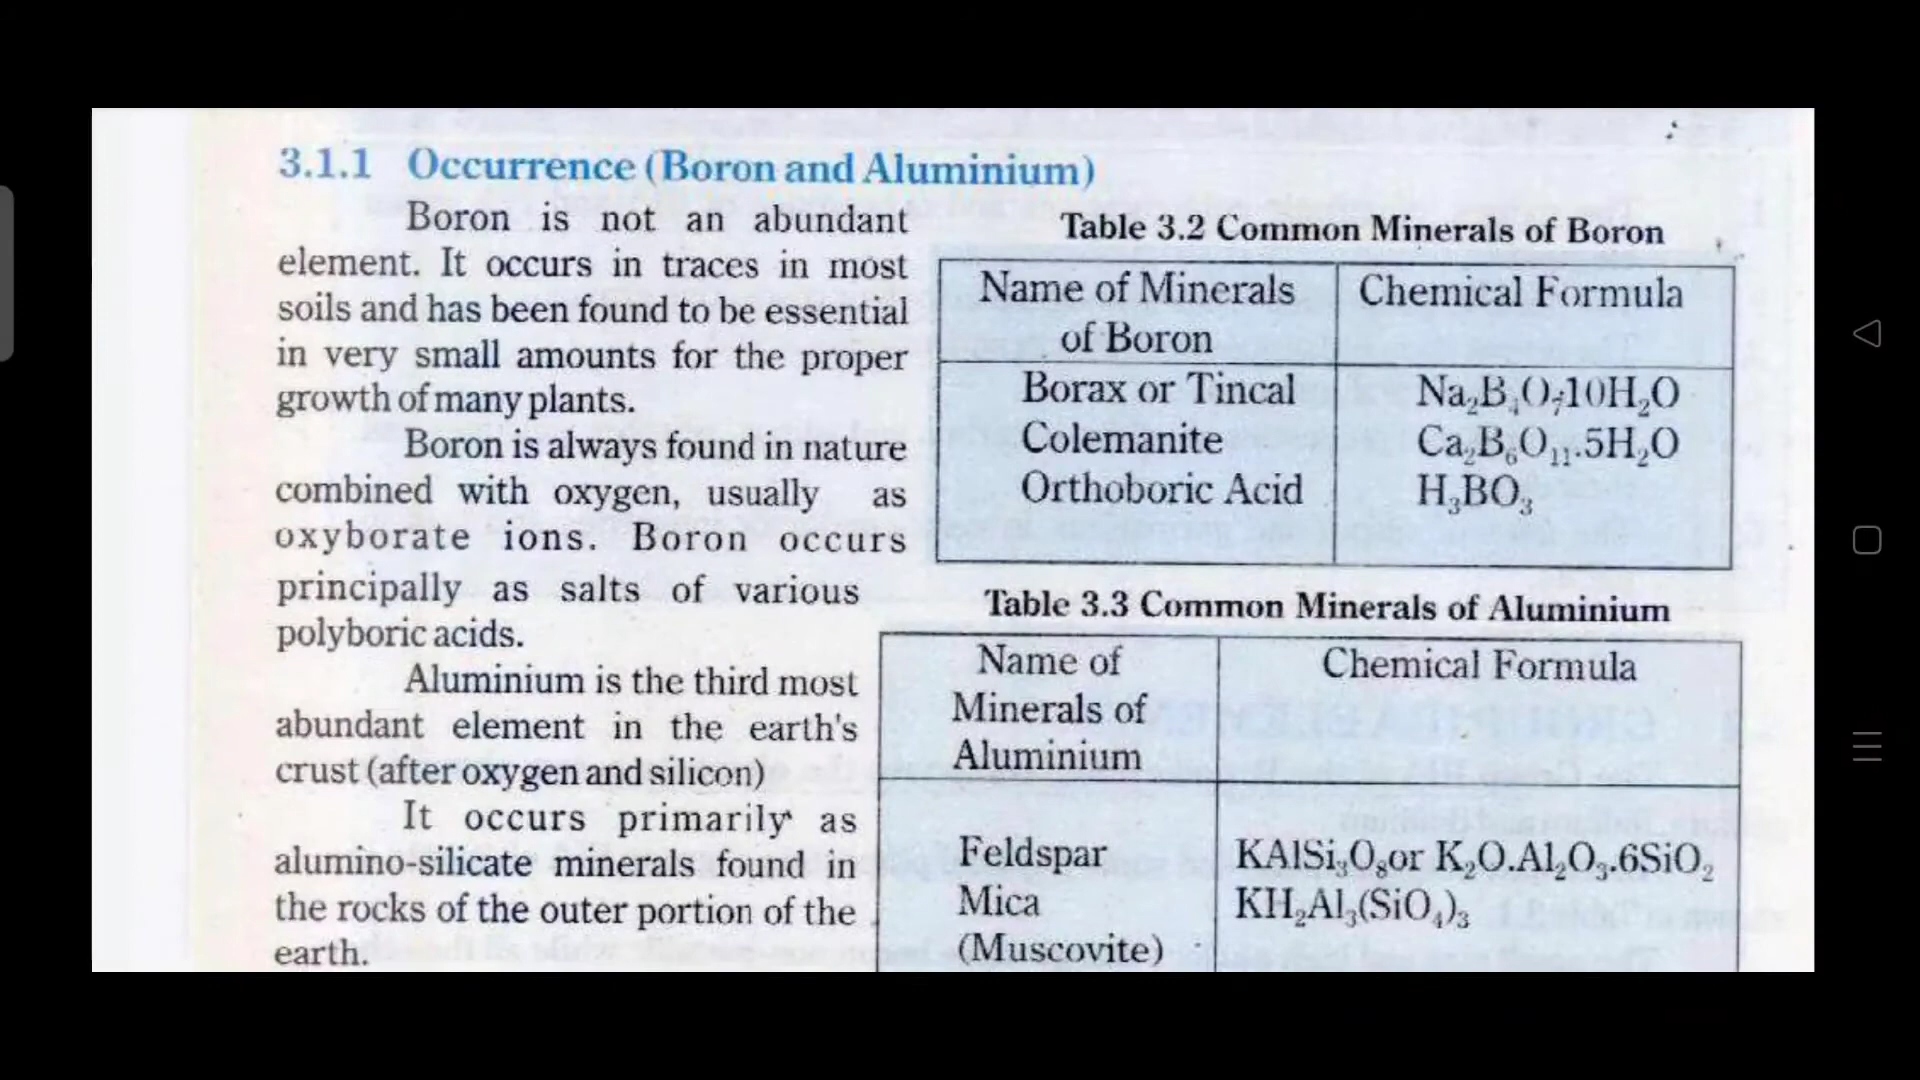 3.1.1 Occurrence (Boron and Aluminium)
Boron is not an abundant
element. It occurs in traces in most
soils and has been found to be essential
in very small amounts for the proper
growth of many plants.
Boron is always found in nature
combined with oxygen, usually as
oxyborate ions. Boron occurs
principally as salts of various
polyboric acids.
Aluminium is the third most
abundant element in the earth's
crust (after oxygen and silicon)
It occurs primarily as
alumino-silicate minerals found in
the rocks of the outer portion of the
earth.
Table 3.2 Common Minerals of Boron
Name of Minerals of Boron | Chemical Formula
Borax or Tincal | Na₂B₄O₇10H₂O
Colemanite | Ca₂B₆O₁₁.5H₂O
Orthoboric Acid | H₃BO₃
Table 3.3 Common Minerals of Aluminium
Name of Minerals of Aluminium | Chemical Formula
Feldspar | KAlSi₃O₈or K₂O.Al₂O₃.6SiO₂
Mica | KH₂Al₃(SiO₄)₃
(Muscovite)